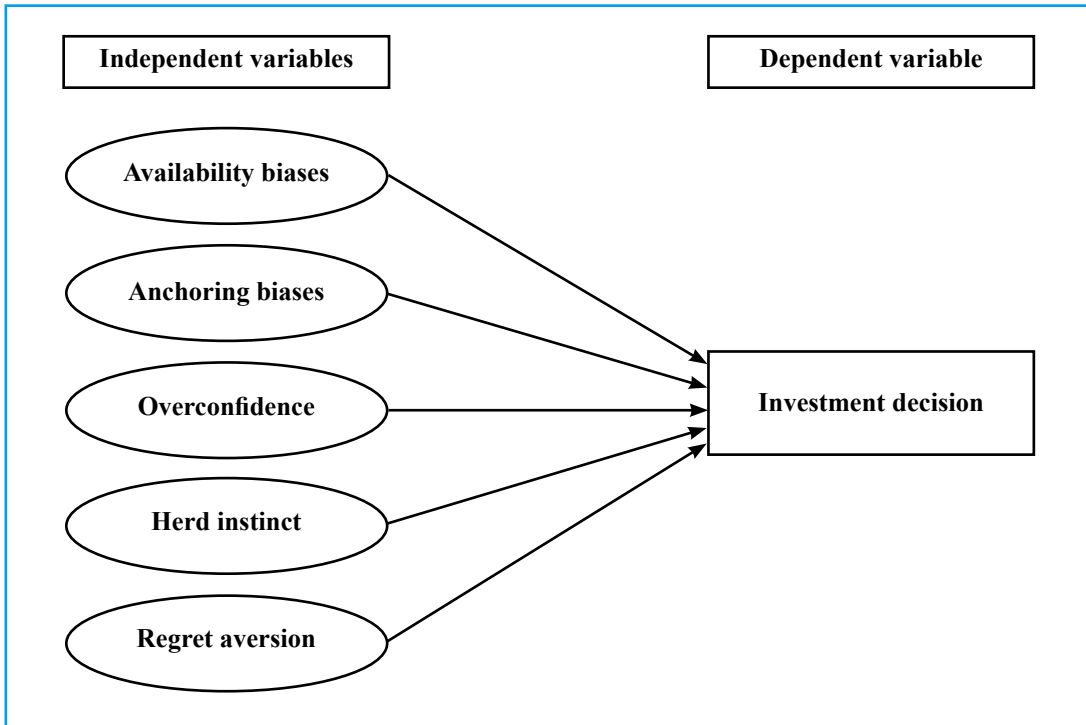 Independent variables
Dependent variable
Availability biases
Anchoring biases
Overconfidence
Investment decision
Herd instinct
Regret aversion